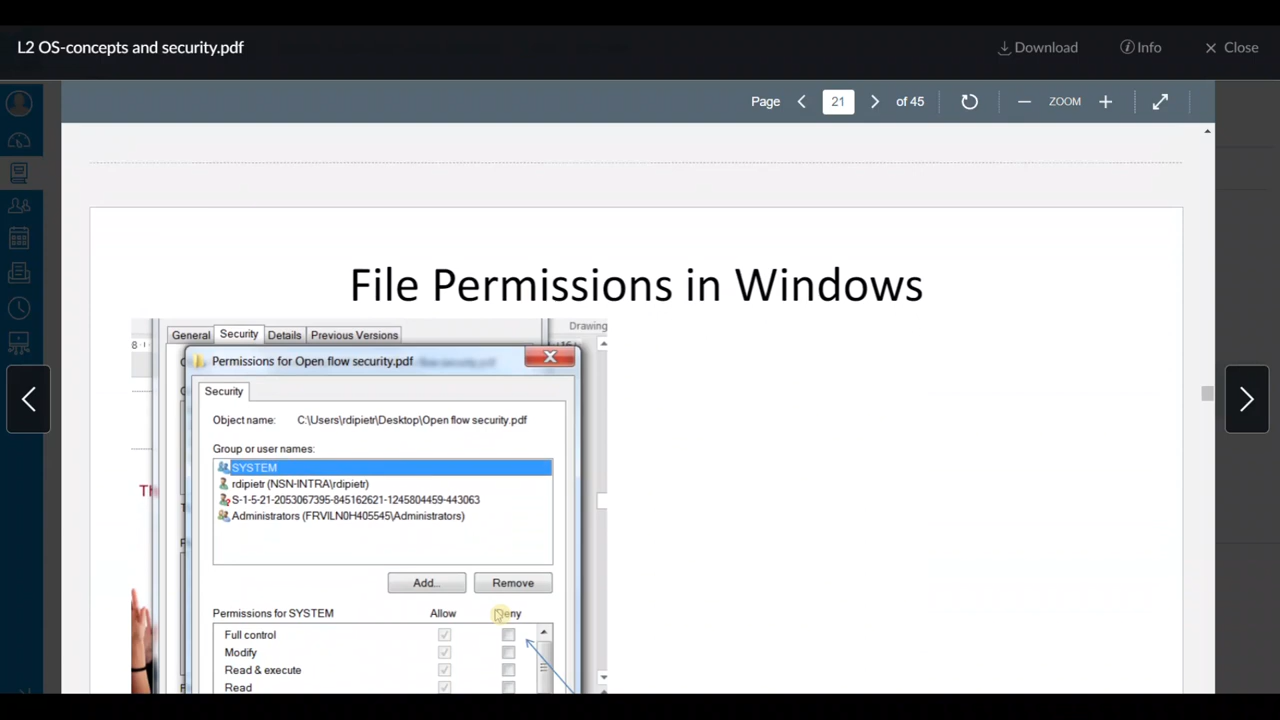 L2 OS-concepts and security.pdf
Download
Info
Close
Page
21
of 45
ZOOM
File Permissions in Windows
Drawing
General Security Details Previous Versions
Permissions for Open flow security.pdf
Security
Object name: C:\Users\rdipietr\Desktop\Open flow security.pdf
Group or user names:
SYSTEM
rdipietr (NSN-INTRA\rdipietr)
S-1-5-21-2053067395-845162621-1245804459-443063
Administrators (FRVILN0H405545\Administrators)
Add...
Remove
Permissions for SYSTEM Allow Deny
Full control
Modify
Read & execute
Read